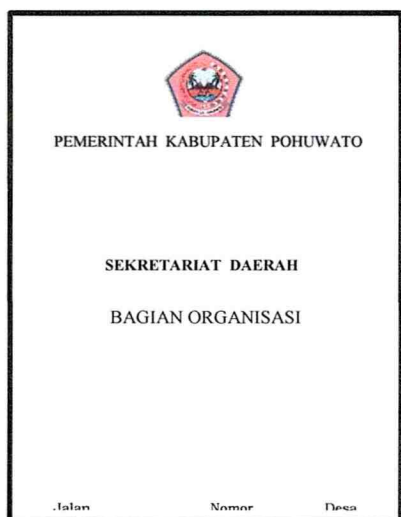 PEMERINTAH KABUPATEN POHUWATO
SEKRETARIAT DAERAH
BAGIAN ORGANISASI
Jalan Nomor Desa